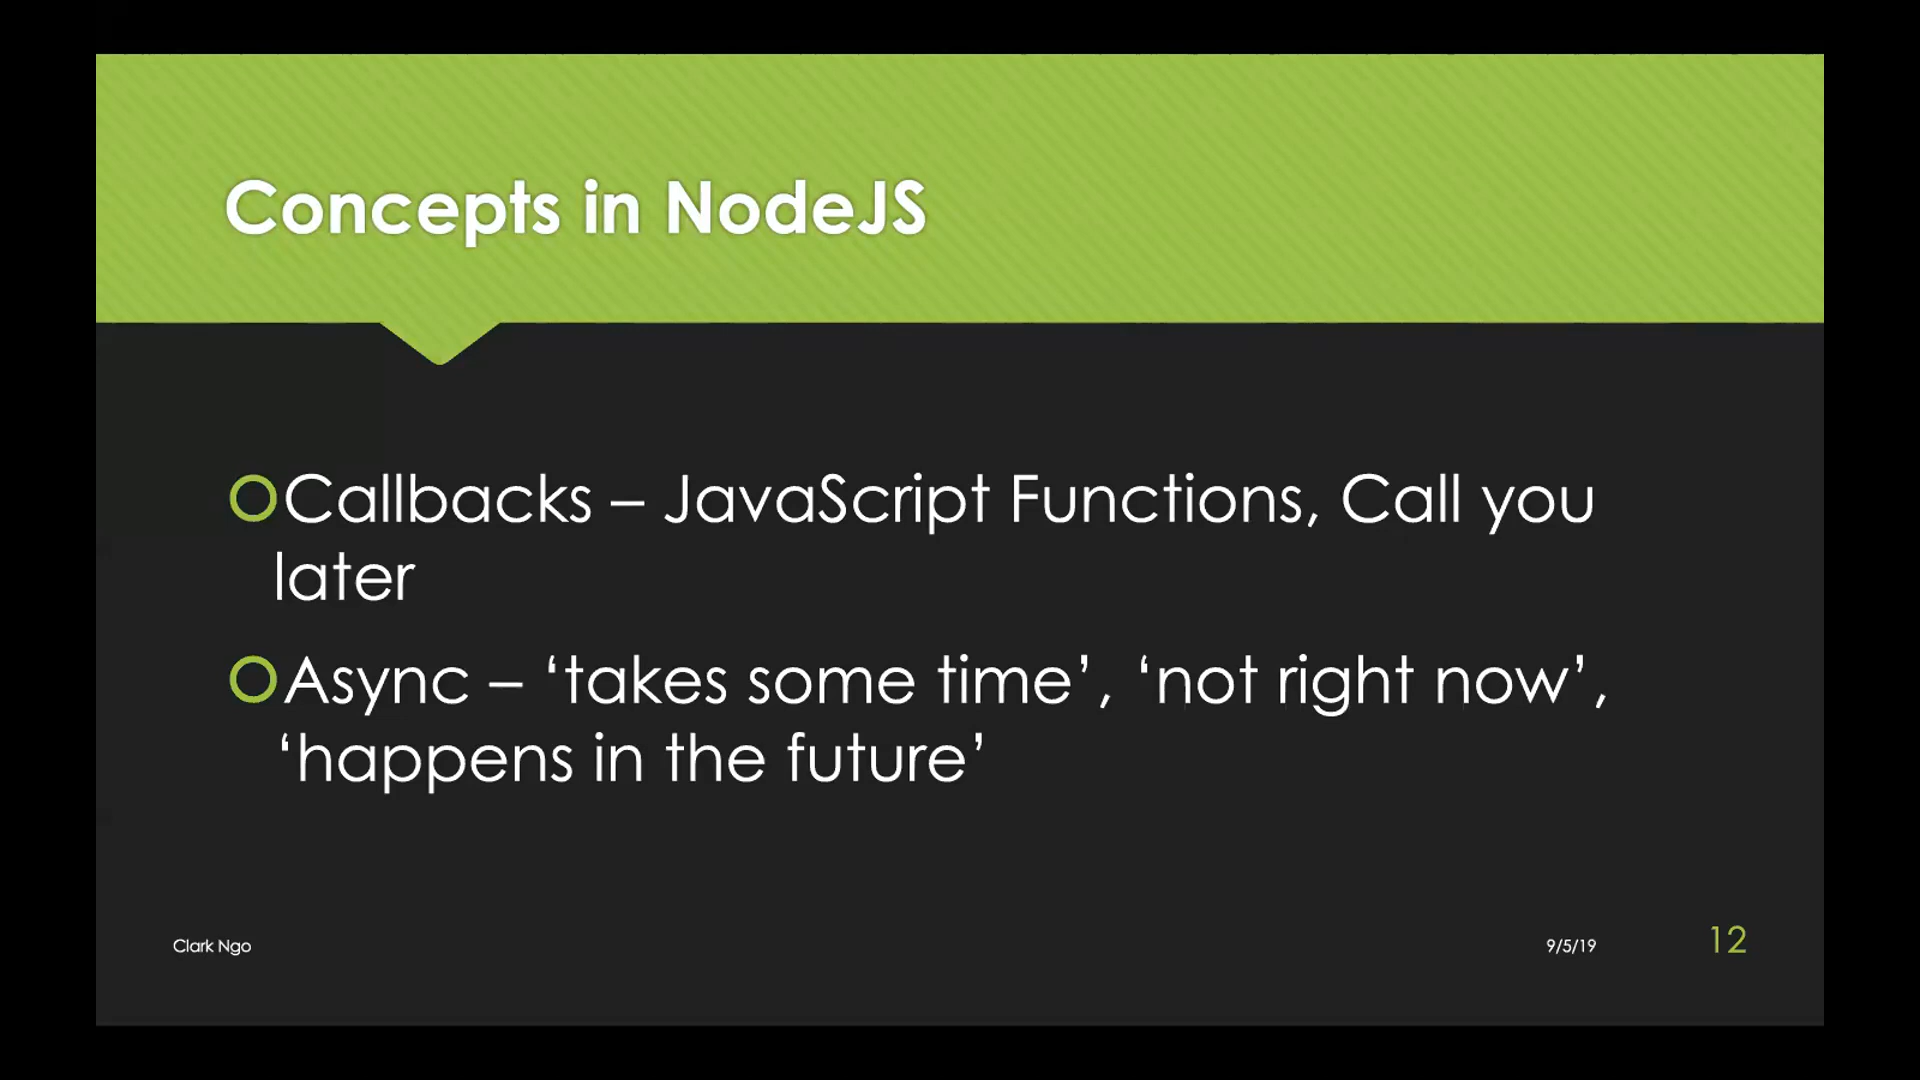 Concepts in NodeJS
Callbacks – JavaScript Functions, Call you
later
Async – ‘takes some time’, ‘not right now’,
‘happens in the future’
Clark Ngo
9/5/19
12